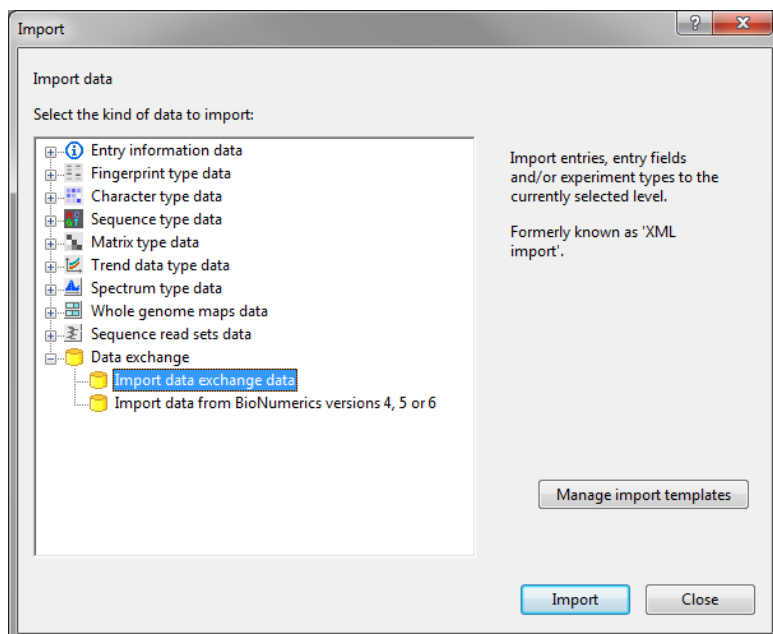 Import
Import data
Select the kind of data to import:
Entry information data
Fingerprint type data
Character type data
Sequence type data
Matrix type data
Trend data type data
Spectrum type data
Whole genome maps data
Sequence read sets data
Data exchange
Import data exchange data
Import data from BioNumerics versions 4, 5 or 6
Import entries, entry fields
and/or experiment types to the
currently selected level.
Formerly known as 'XML
import'.
Manage import templates
Import
Close